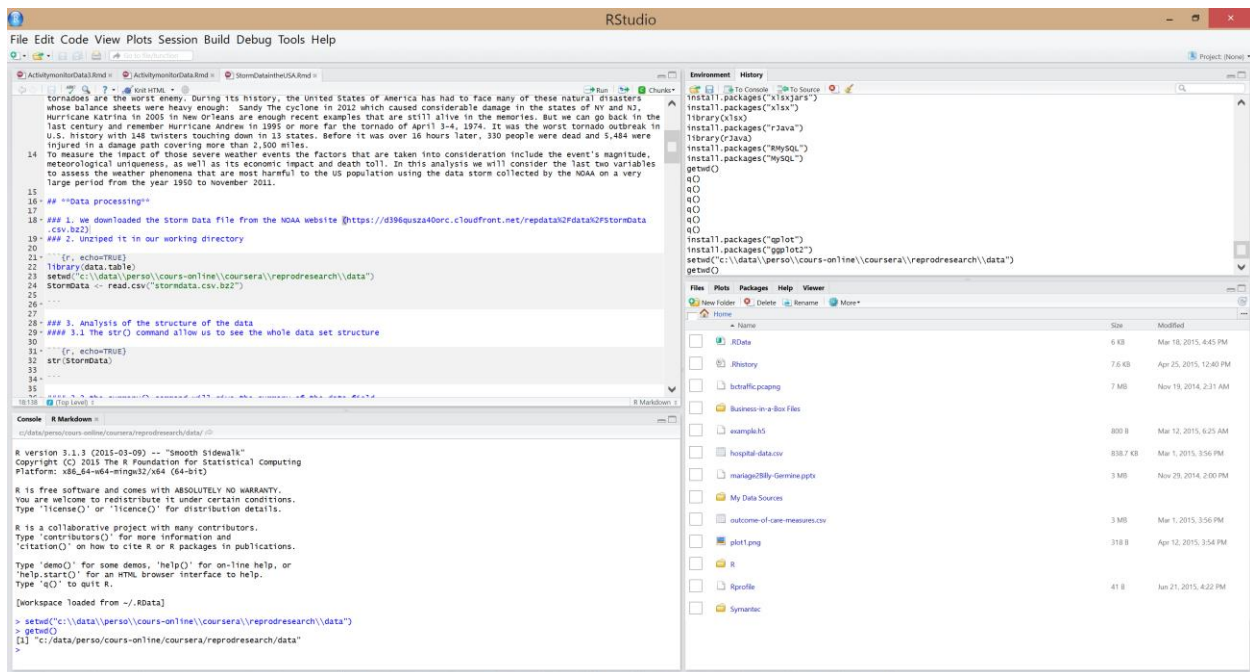 RStudio
File Edit Code View Plots Session Build Debug Tools Help
Go to file/function
Project: (None)
ActivitymonitorData3.Rmd
ActivitymonitorData.Rmd
StormDataintheUSA.Rmd
Knit HTML
Run
Chunks
tornadoes are the worst enemy. During its history, the United States of America has had to face many of these natural disasters
whose balance sheets were heavy enough: Sandy The cyclone in 2012 which caused considerable damage in the states of NY and NJ,
Hurricane Katrina in 2005 in New Orleans are enough recent examples that are still alive in the memories. But we can go back in the
last century and remember Hurricane Andrew in 1995 or more far the tornado of April 3-4, 1974. It was the worst tornado outbreak in
U.S. history with 148 twisters touching down in 13 states. Before it was over 16 hours later, 330 people were dead and 5,484 were
injured in a damage path covering more than 2,500 miles.
14 To measure the impact of those severe weather events the factors that are taken into consideration include the event's magnitude,
meteorological uniqueness, as well as its economic impact and death toll. In this analysis we will consider the last two variables
to assess the weather phenomena that are most harmful to the US population using the data storm collected by the NOAA on a very
large period from the year 1950 to November 2011.
15
16 ## **Data processing**
17
18 ### 1. We downloaded the Storm Data file from the NOAA website (https://d396qusza40orc.cloudfront.net/repdata%2Fdata%2FStormData
.csv.bz2)
19 ### 2. Unziped it in our working directory
20
21 ```{r, echo=TRUE}
22 library(data.table)
23 setwd("c:\\data\\perso\\cours-online\\coursera\\reprodresearch\\data")
24 StormData <- read.csv("stormdata.csv.bz2")
25
26 ```
27
28 ### 3. Analysis of the structure of the data
29 #### 3.1 The str() command allow us to see the whole data set structure
30
31 ```{r, echo=TRUE}
32 str(StormData)
33
34 ```
35
18:138 (Top Level)
R Markdown
Console R Markdown
c:/data/perso/cours-online/coursera/reprodresearch/data/
R version 3.1.3 (2015-03-09) -- "Smooth Sidewalk"
Copyright (C) 2015 The R Foundation for Statistical Computing
Platform: x86_64-w64-mingw32/x64 (64-bit)
R is free software and comes with ABSOLUTELY NO WARRANTY.
You are welcome to redistribute it under certain conditions.
Type 'license()' or 'licence()' for distribution details.
R is a collaborative project with many contributors.
Type 'contributors()' for more information and
'citation()' on how to cite R or R packages in publications.
Type 'demo()' for some demos, 'help()' for on-line help, or
'help.start()' for an HTML browser interface to help.
Type 'q()' to quit R.
[Workspace loaded from ~/.RData]
> setwd("c:\\data\\perso\\cours-online\\coursera\\reprodresearch\\data")
> getwd()
[1] "c:/data/perso/cours-online/coursera/reprodresearch/data"
>
Environment History
To Console To Source
install.packages("xlsxjars")
install.packages("xlsx")
library(xlsx)
install.packages("rJava")
library(rJava)
install.packages("RMySQL")
install.packages("MySQL")
getwd()
q()
q()
q()
q()
q()
install.packages("qplot")
install.packages("ggplot2")
setwd("c:\\data\\perso\\cours-online\\coursera\\reprodresearch\\data")
getwd()
Files Plots Packages Help Viewer
New Folder Delete Rename More
Home
Name Size Modified
.RData 6 KB Mar 18, 2015, 4:45 PM
.Rhistory 7.6 KB Apr 25, 2015, 12:40 PM
bctraffic.pcapng 7 MB Nov 19, 2014, 2:31 AM
Business-in-a-Box Files
example.h5 800 B Mar 12, 2015, 6:25 AM
hospital-data.csv 838.7 KB Mar 1, 2015, 3:56 PM
mariage2Billy-Germine.pptx 3 MB Nov 29, 2014, 2:00 PM
My Data Sources
outcome-of-care-measures.csv 3 MB Mar 1, 2015, 3:56 PM
plot1.png 318 B Apr 12, 2015, 3:54 PM
R
Rprofile 41 B Jun 21, 2015, 4:22 PM
Symantec